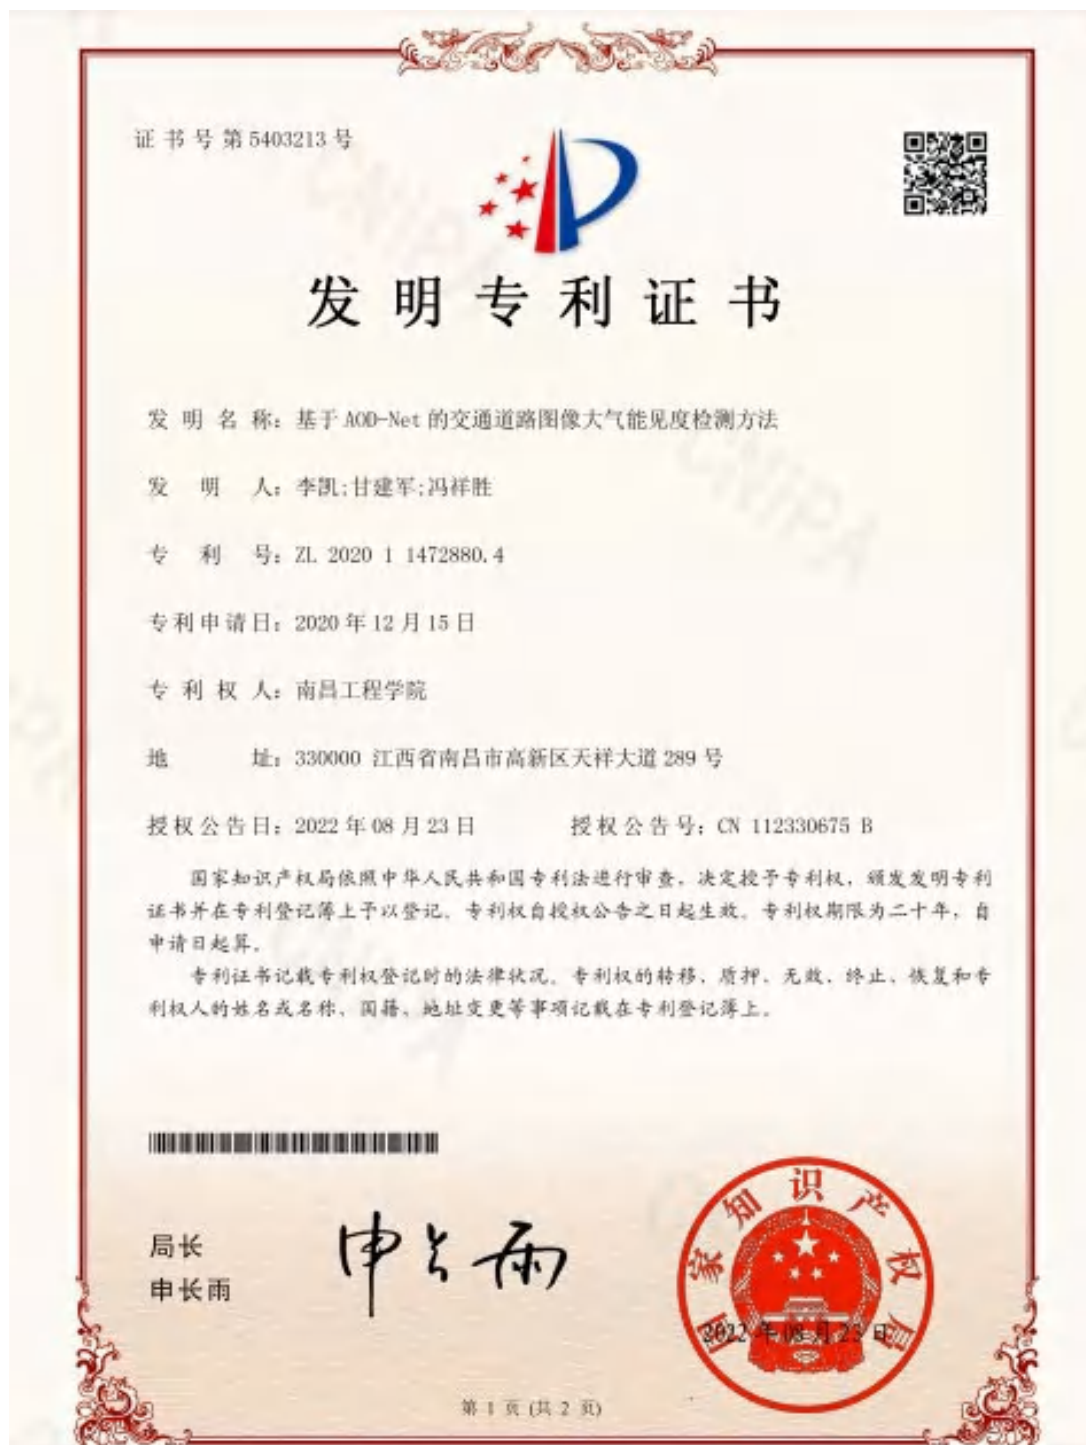 证书号第5403213号
发明专利证书
发明名称：基于AOD-Net的交通道路图像大气能见度检测方法
发明人：李凯;甘建军;冯祥胜
专利号：ZL 2020 1 1472880.4
专利申请日：2020年12月15日
专利权人：南昌工程学院
地址：330000 江西省南昌市高新区天祥大道289号
授权公告日：2022年08月23日 授权公告号：CN 112330675 B
国家知识产权局依照中华人民共和国专利法进行审查，决定授予专利权，颁发发明专利
证书并在专利登记簿上予以登记。专利权自授权公告之日起生效。专利权期限为二十年，自
申请日起算。
专利证书记载专利权登记时的法律状况。专利权的转移、质押、无效、终止、恢复和专
利权人的姓名或名称、国籍、地址变更等事项记载在专利登记簿上。
局长
申长雨
申长雨
国家知识产权局
2022年08月23日
第 1 页 (共 2 页)
CNIPA